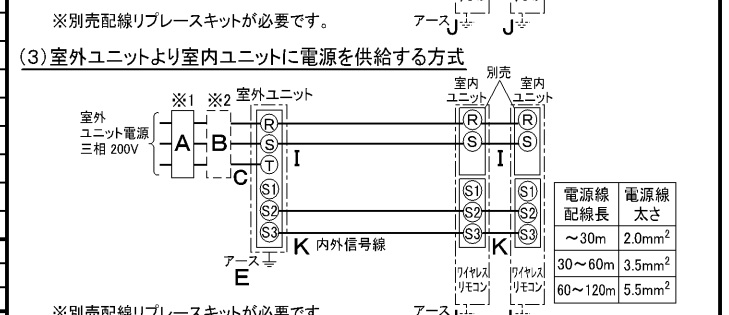 ※別売配線リプレースキットが必要です。
アース J J
(3)室外ユニットより室内ユニットに電源を供給する方式
別売
※1 ※2 室外ユニット
室内ユニット
室内ユニット
室外
ユニット電源
三相 200V
A B C
R
S
T
S1
S2
S3
I
R
S
S1
S2
S3
I
R
S
S1
S2
S3
K 内外信号線
K
アース
E
ワイヤレス
リモコン
ワイヤレス
リモコン
電源線配線長 電源線太さ
～30m 2.0mm²
30～60m 3.5mm²
60～120m 5.5mm²
※別売配線リプレースキットが必要です
アース